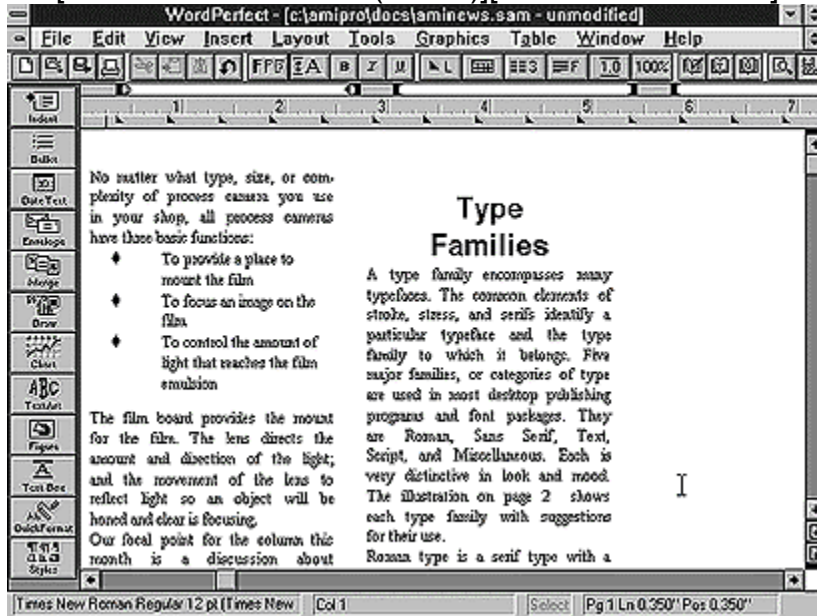 WordPerfect - [c:\amipro\docs\aminews.sam - unmodified]
File Edit View Insert Layout Tools Graphics Table Window Help
100%
1 2 3 4 5 6 7
Indent
Bullet
Date Text
Envelope
Merge
Draw
Chart
TextArt
Figure
Text Box
QuickFormat
Styles
No matter what type, size, or com-
plexity of process camera you use
in your shop, all process cameras
have three basic functions:
To provide a place to
mount the film
To focus an image on the
film
To control the amount of
light that reaches the film
emulsion
The film board provides the mount
for the film. The lens directs the
amount and direction of the light;
and the movement of the lens to
reflect light so an object will be
honed and clear is focusing.
Our focal point for the column this
month is a discussion about
Type
Families
A type family encompasses many
typefaces. The common elements of
stroke, stress, and serifs identify a
particular typeface and the type
family to which it belongs. Five
major families, or categories of type
are used in most desktop publishing
programs and font packages. They
are Roman, Sans Serif, Text,
Script, and Miscellaneous. Each is
very distinctive in look and mood.
The illustration on page 2 shows
each type family with suggestions
for their use.
Roman type is a serif type with a
Times New Roman Regular 12 pt (Times New Col 1 Select Pg 1 Ln 0.350" Pos 0.350"